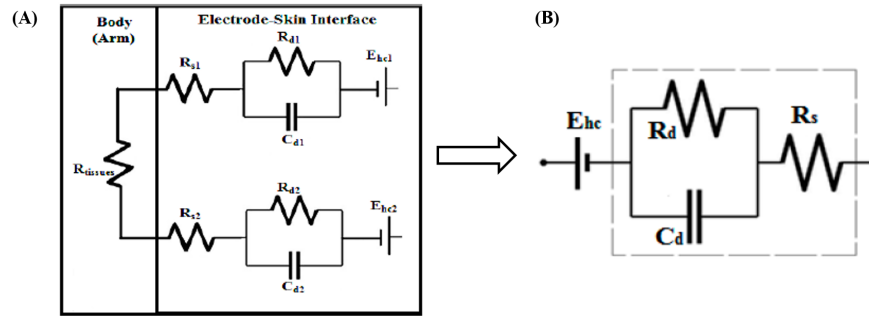 (A)
Body
(Arm)
Electrode-Skin Interface
Rd1
Rs1
Ehc1
Cd1
Rtissues
Rd2
Rs2
Ehc2
Cd2
(B)
Ehc
Rd
Rs
Cd